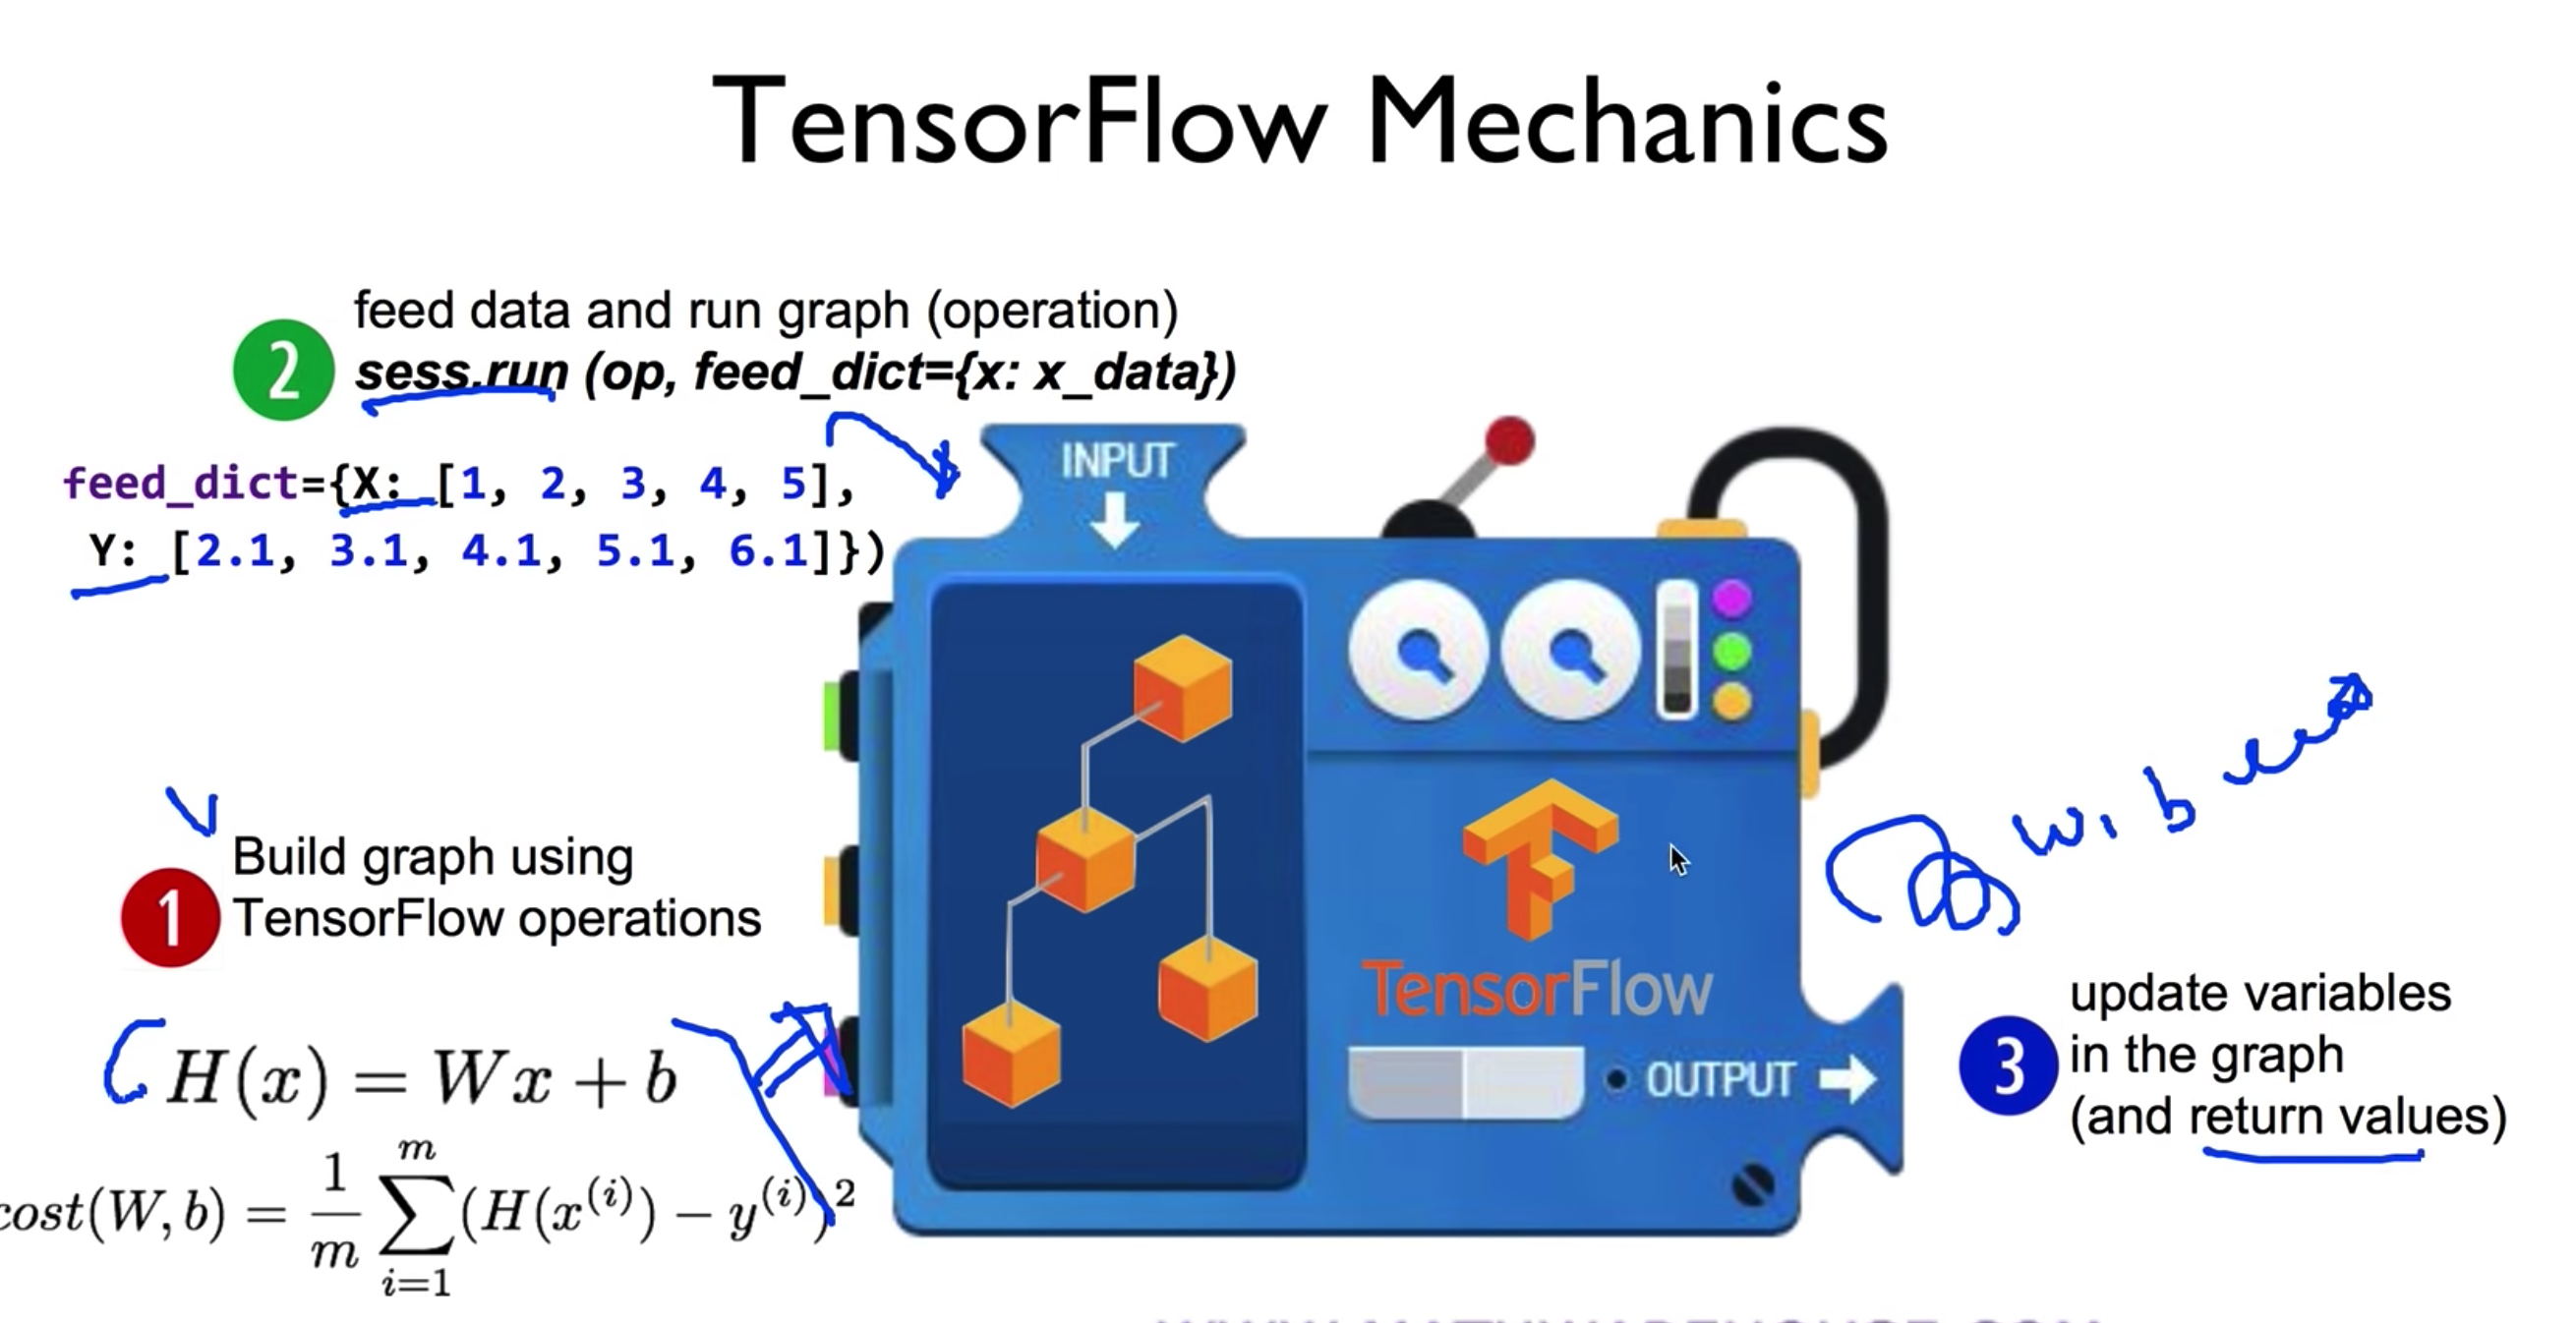 TensorFlow Mechanics
2
feed data and run graph (operation)
sess.run (op, feed_dict={x: x_data})
feed_dict={X: [1, 2, 3, 4, 5],
Y: [2.1, 3.1, 4.1, 5.1, 6.1]})
INPUT
1
Build graph using
TensorFlow operations
H(x) = Wx + b
cost(W, b) = \frac{1}{m} \sum_{i=1}^{m} (H(x^{(i)}) - y^{(i)})^2
TensorFlow
OUTPUT
W, b
3
update variables
in the graph
(and return values)